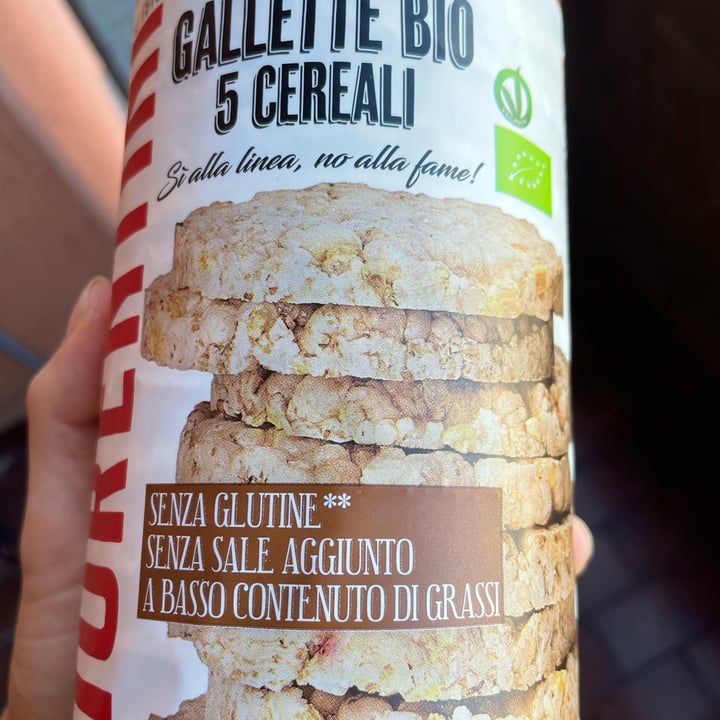 GALLETTE BIO
5 CEREALI
Sì alla linea, no alla fame!
SENZA GLUTINE**
SENZA SALE AGGIUNTO
A BASSO CONTENUTO DI GRASSI